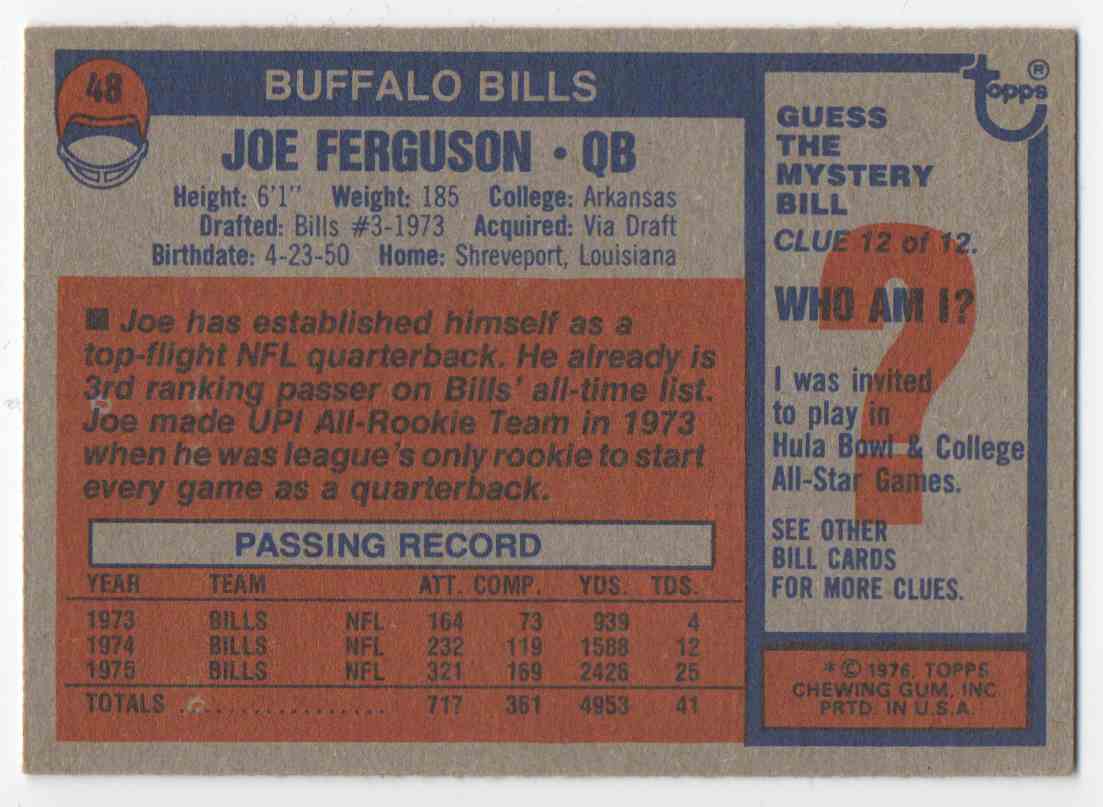 48
BUFFALO BILLS
JOE FERGUSON • QB
Height: 6'1" Weight: 185 College: Arkansas
Drafted: Bills #3-1973 Acquired: Via Draft
Birthdate: 4-23-50 Home: Shreveport, Louisiana
■ Joe has established himself as a
top-flight NFL quarterback. He already is
3rd ranking passer on Bills' all-time list.
Joe made UPI All-Rookie Team in 1973
when he was league's only rookie to start
every game as a quarterback.
PASSING RECORD
YEAR TEAM ATT. COMP. YDS. TDS.
1973 BILLS NFL 164 73 939 4
1974 BILLS NFL 232 119 1588 12
1975 BILLS NFL 321 169 2426 25
TOTALS .................. 717 361 4953 41
topps ®
GUESS
THE
MYSTERY
BILL
CLUE 12 of 12.
?
WHO AM I?
I was invited
to play in
Hula Bowl & College
All-Star Games.
SEE OTHER
BILL CARDS
FOR MORE CLUES.
* © 1976, TOPPS
CHEWING GUM, INC
PRTD. IN U.S.A.